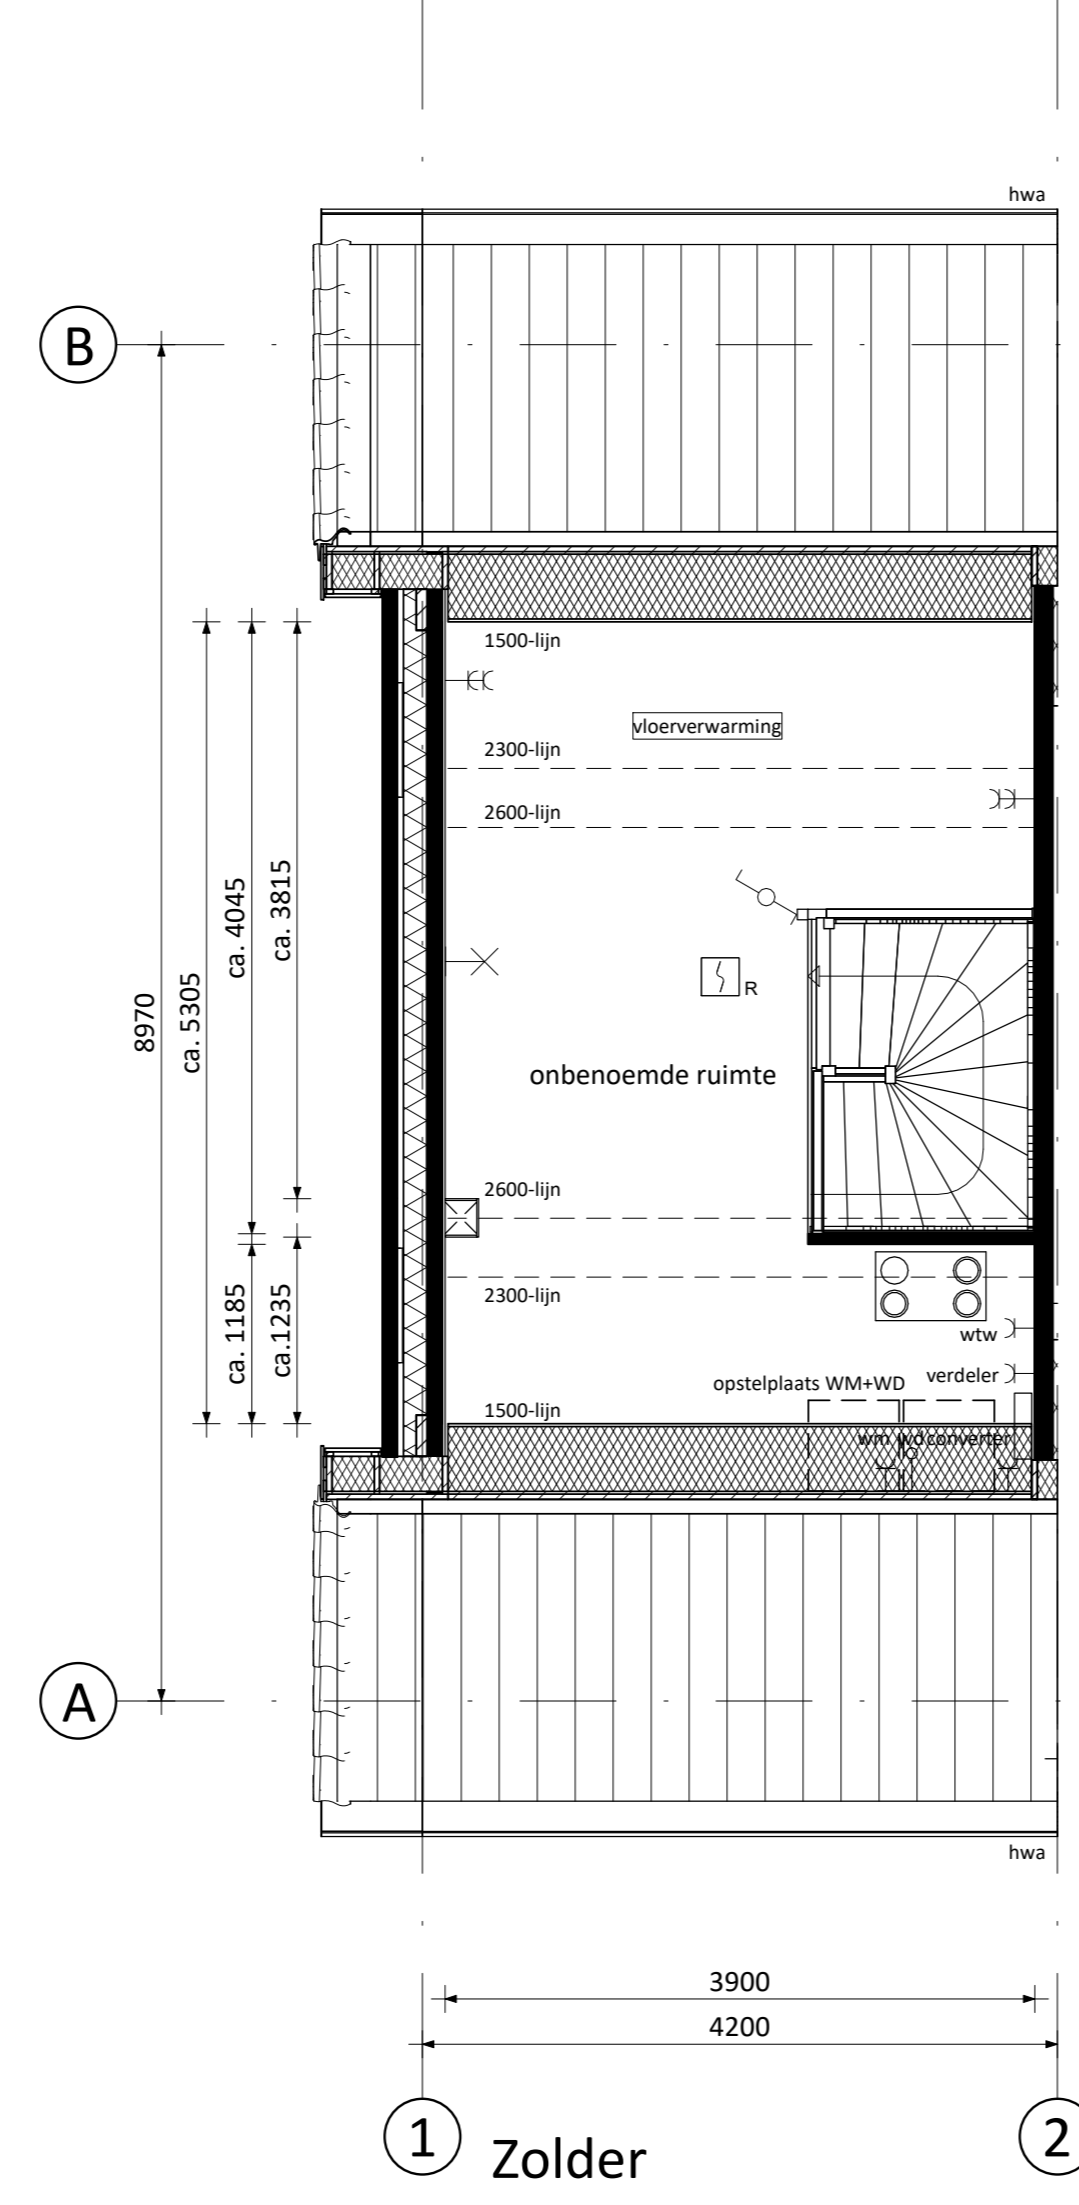 hwa
B
1500-lijn
vloerverwarming
2300-lijn
2600-lijn
ca. 3815
ca. 4045
ca. 5305
8970
R
onbenoemde ruimte
2600-lijn
2300-lijn
ca.1235
ca. 1185
wtw
verdeler
opstelplaats WM+WD
1500-lijn
wm wd converter
A
hwa
3900
4200
1
2
Zolder